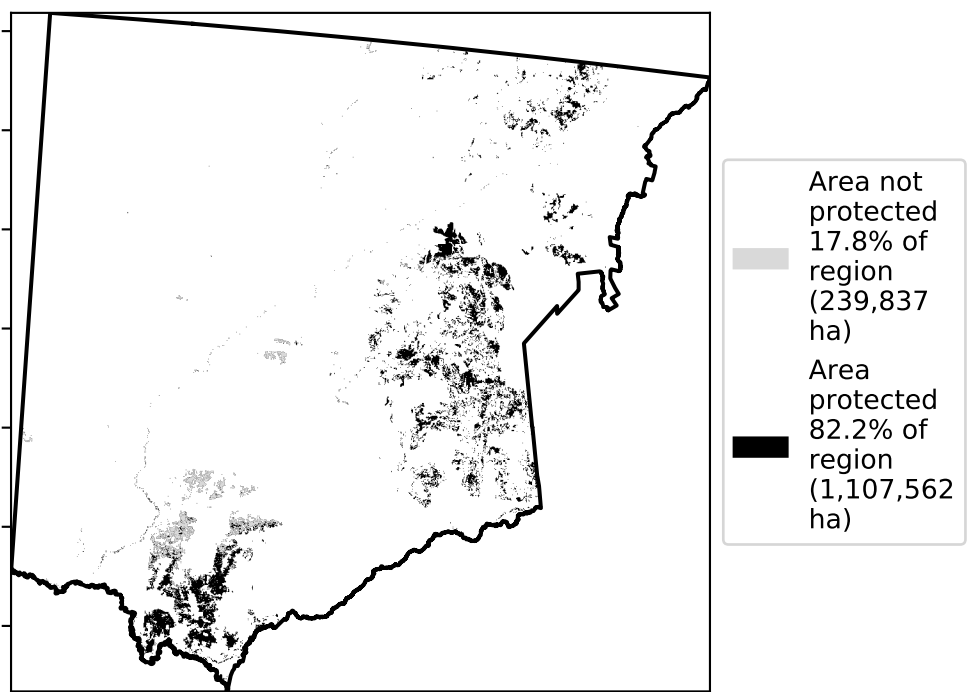 Area not
protected
17.8% of
region
(239,837
ha)
Area
protected
82.2% of
region
(1,107,562
ha)